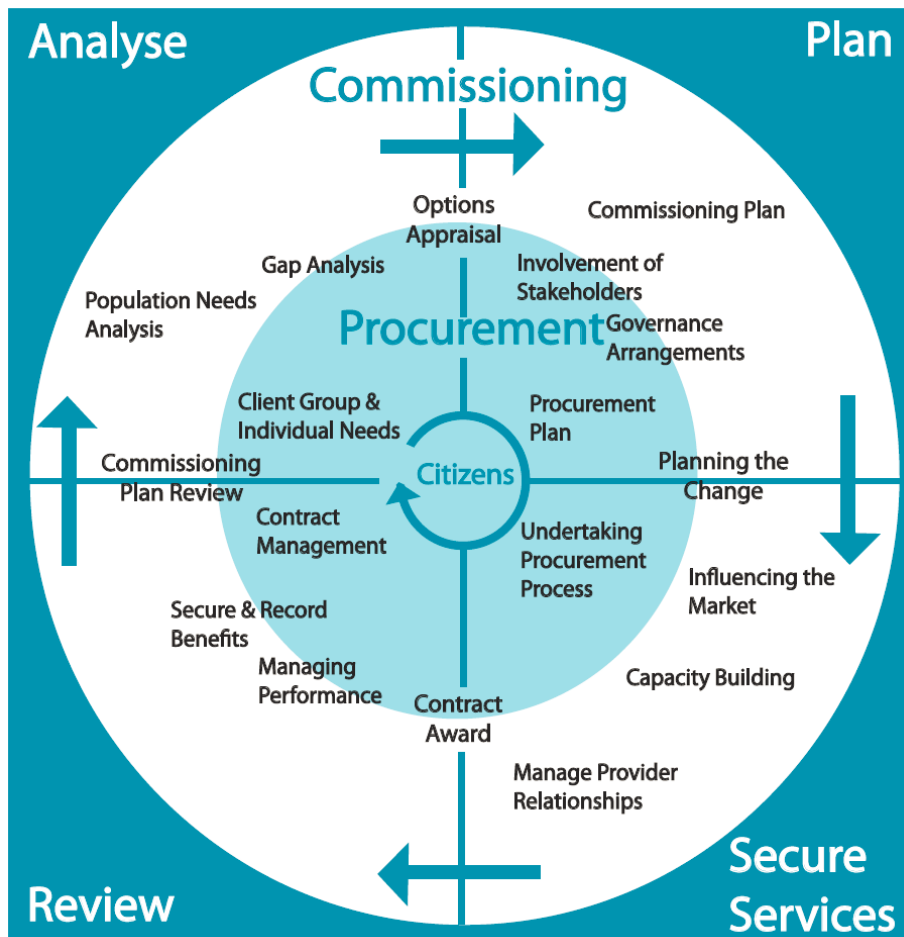 Analyse
Plan
Commissioning
Options
Appraisal
Commissioning Plan
Gap Analysis
Involvement of
Stakeholders
Population Needs
Analysis
Procurement
Governance
Arrangements
Client Group &
Individual Needs
Procurement
Plan
Citizens
Commissioning
Plan Review
Planning the
Change
Contract
Management
Undertaking
Procurement
Process
Influencing the
Market
Secure & Record
Benefits
Managing
Performance
Capacity Building
Contract
Award
Manage Provider
Relationships
Review
Secure
Services